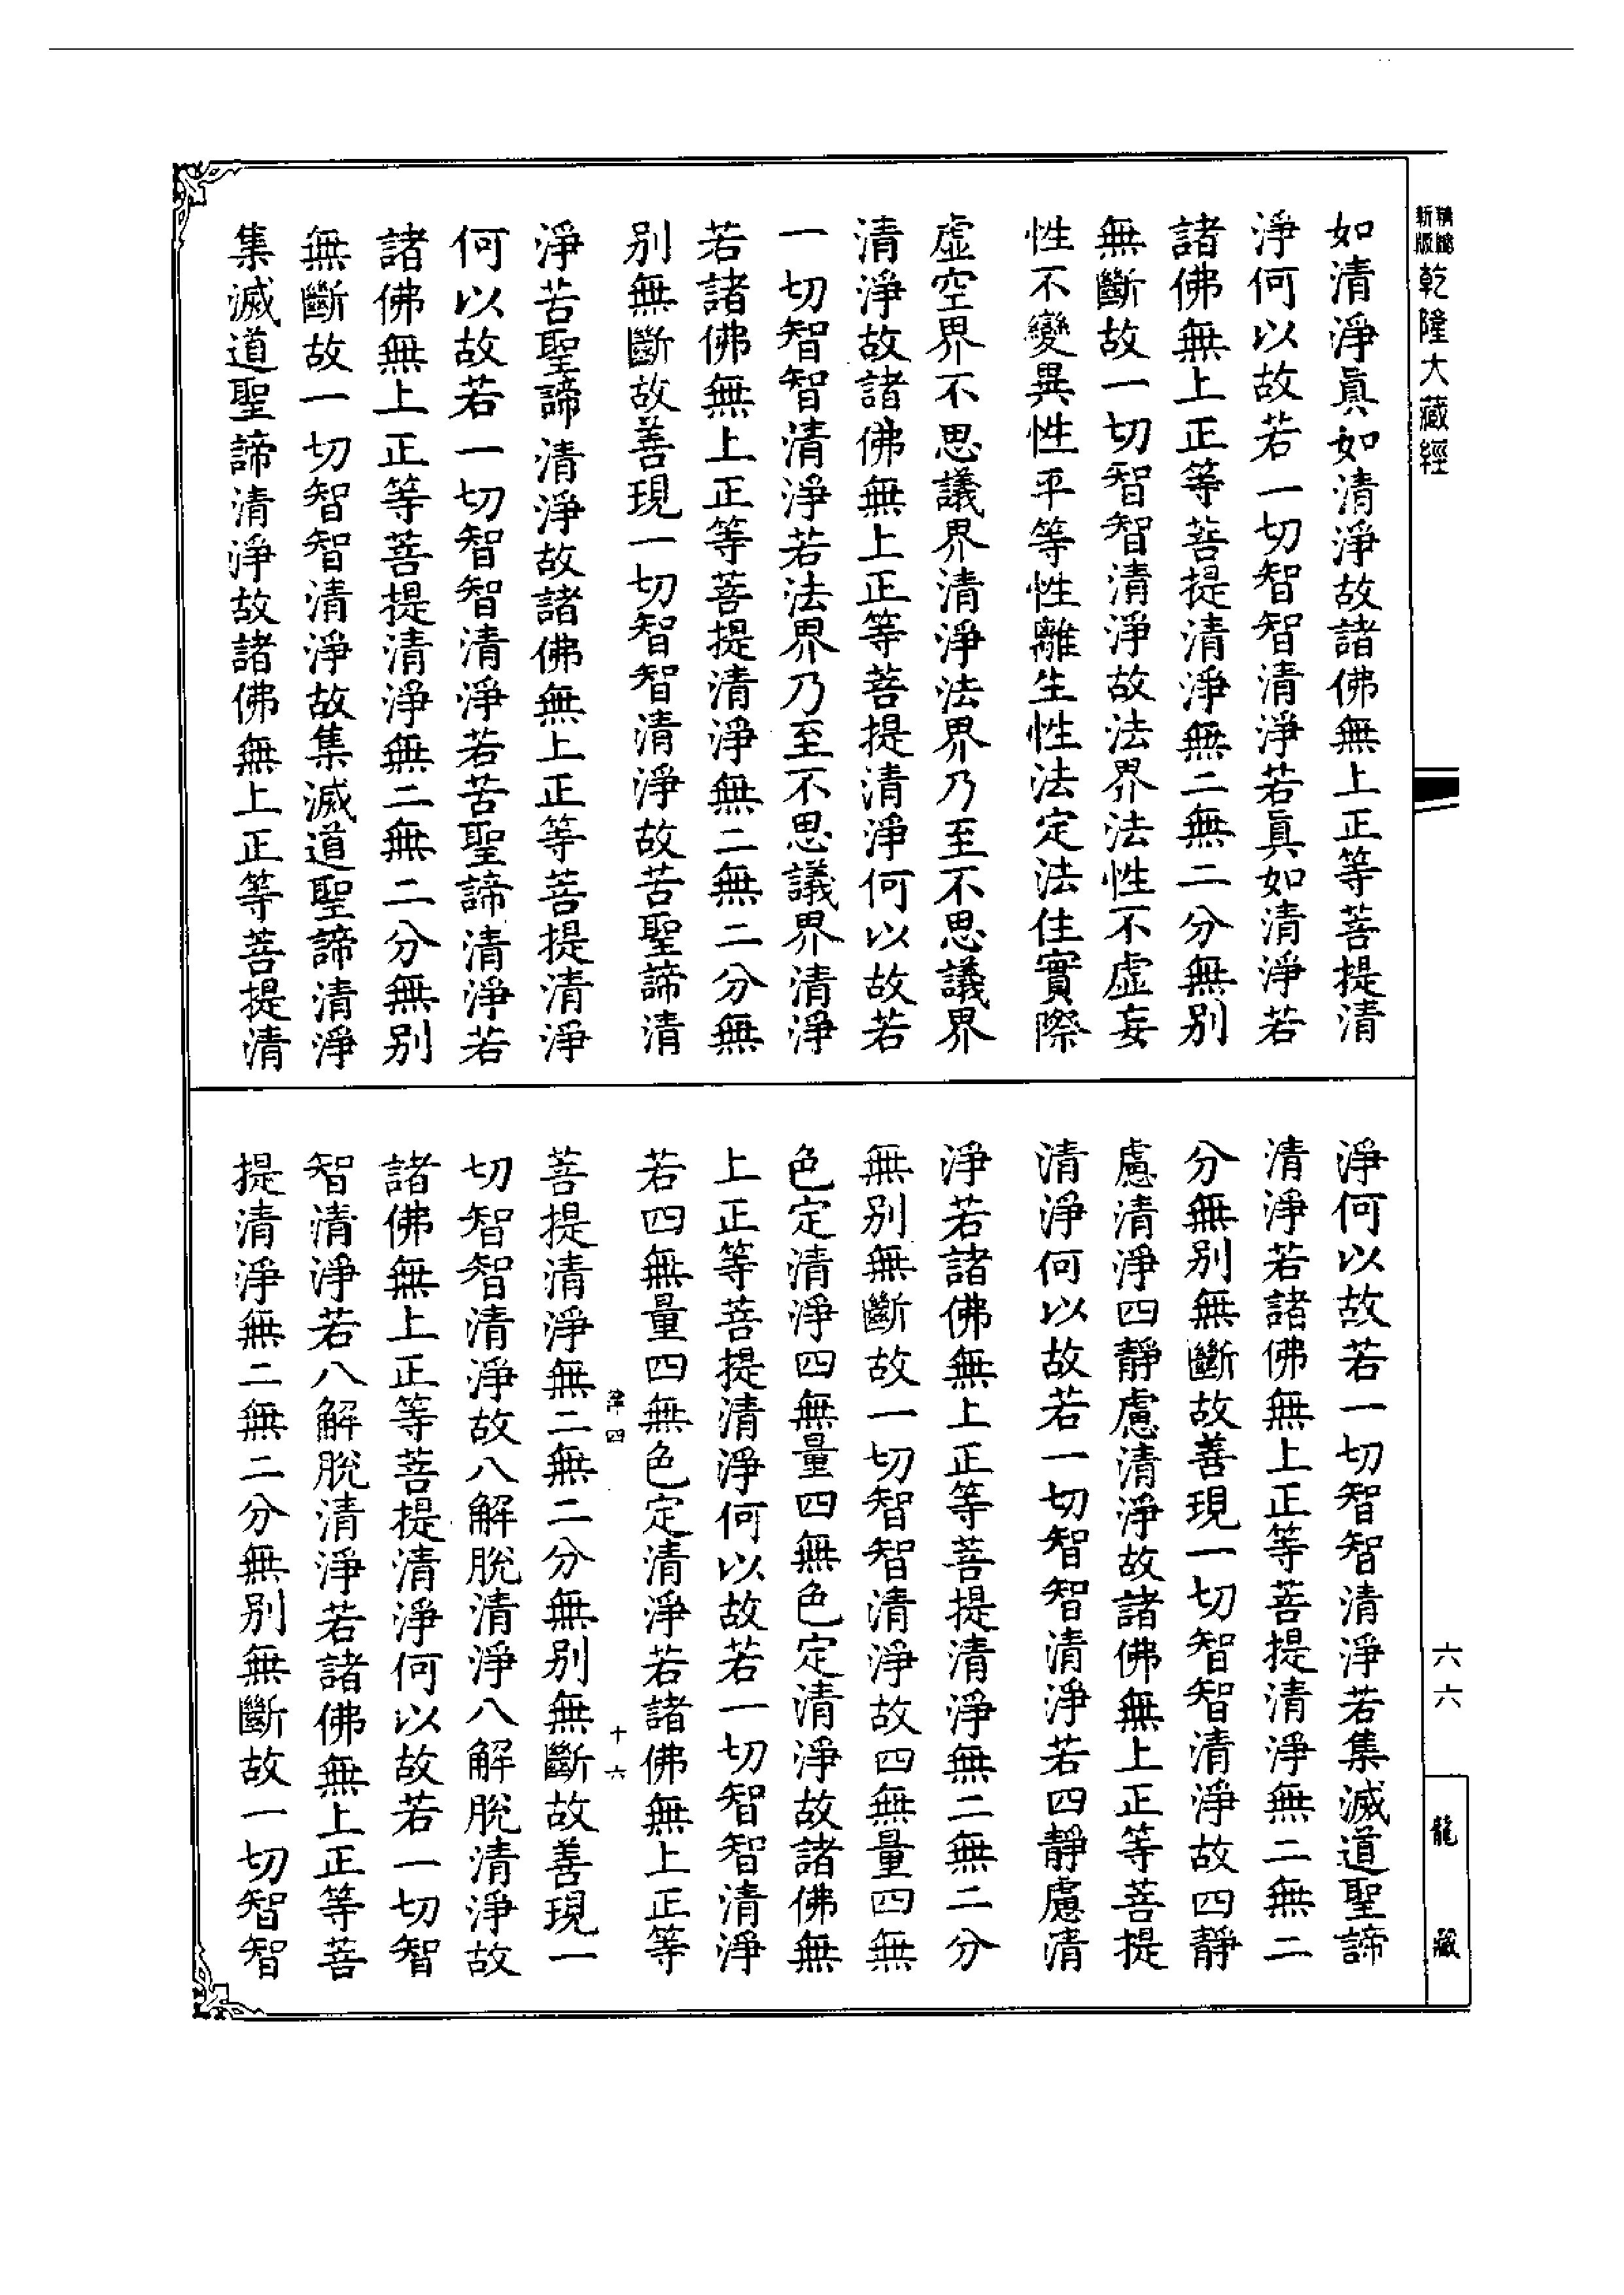 新版
精縮
乾隆大藏經
六六
龍藏
如清淨眞如清淨故諸佛無上正等菩提清
淨何以故若一切智智清淨若眞如清淨若
諸佛無上正等菩提清淨無二無二分無別
無斷故一切智智清淨故法界法性不虛妄
性不變異性平等性離生性法定法住實際
虛空界不思議界清淨法界乃至不思議界
清淨故諸佛無上正等菩提清淨何以故若
一切智智清淨若法界乃至不思議界清淨
若諸佛無上正等菩提清淨無二無二分無
別無斷故善現一切智智清淨故苦聖諦清
淨苦聖諦清淨故諸佛無上正等菩提清淨
何以故若一切智智清淨若苦聖諦清淨若
諸佛無上正等菩提清淨無二無二分無別
無斷故一切智智清淨故集滅道聖諦清淨
集滅道聖諦清淨故諸佛無上正等菩提清
淨何以故若一切智智清淨若集滅道聖諦
清淨若諸佛無上正等菩提清淨無二無二
分無別無斷故善現一切智智清淨故四靜
慮清淨四靜慮清淨故諸佛無上正等菩提
清淨何以故若一切智智清淨若四靜慮清
淨若諸佛無上正等菩提清淨無二無二分
無別無斷故一切智智清淨故四無量四無
色定清淨四無量四無色定清淨故諸佛無
上正等菩提清淨何以故若一切智智清淨
若四無量四無色定清淨若諸佛無上正等
津四 十六
菩提清淨無二無二分無別無斷故善現一
切智智清淨故八解脫清淨八解脫清淨故
諸佛無上正等菩提清淨何以故若一切智
智清淨若八解脫清淨若諸佛無上正等菩
提清淨無二無二分無別無斷故一切智智